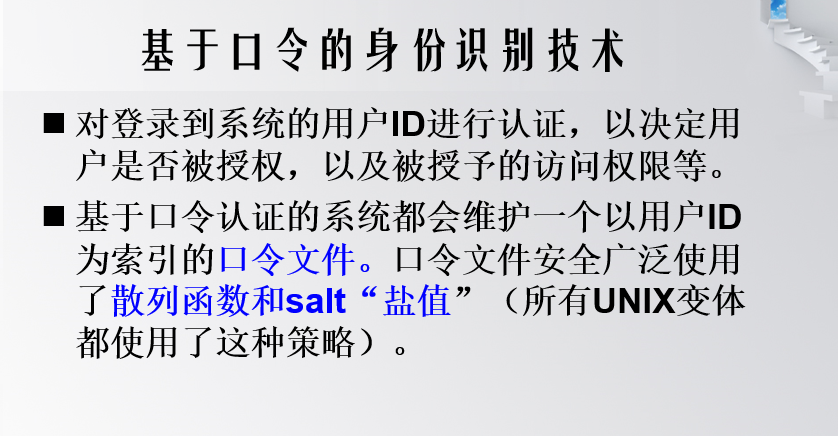 基于口令的身份识别技术
■ 对登录到系统的用户ID进行认证，以决定用
户是否被授权，以及被授予的访问权限等。
■ 基于口令认证的系统都会维护一个以用户ID
为索引的口令文件。口令文件安全广泛使用
了散列函数和salt“盐值”（所有UNIX变体
都使用了这种策略）。